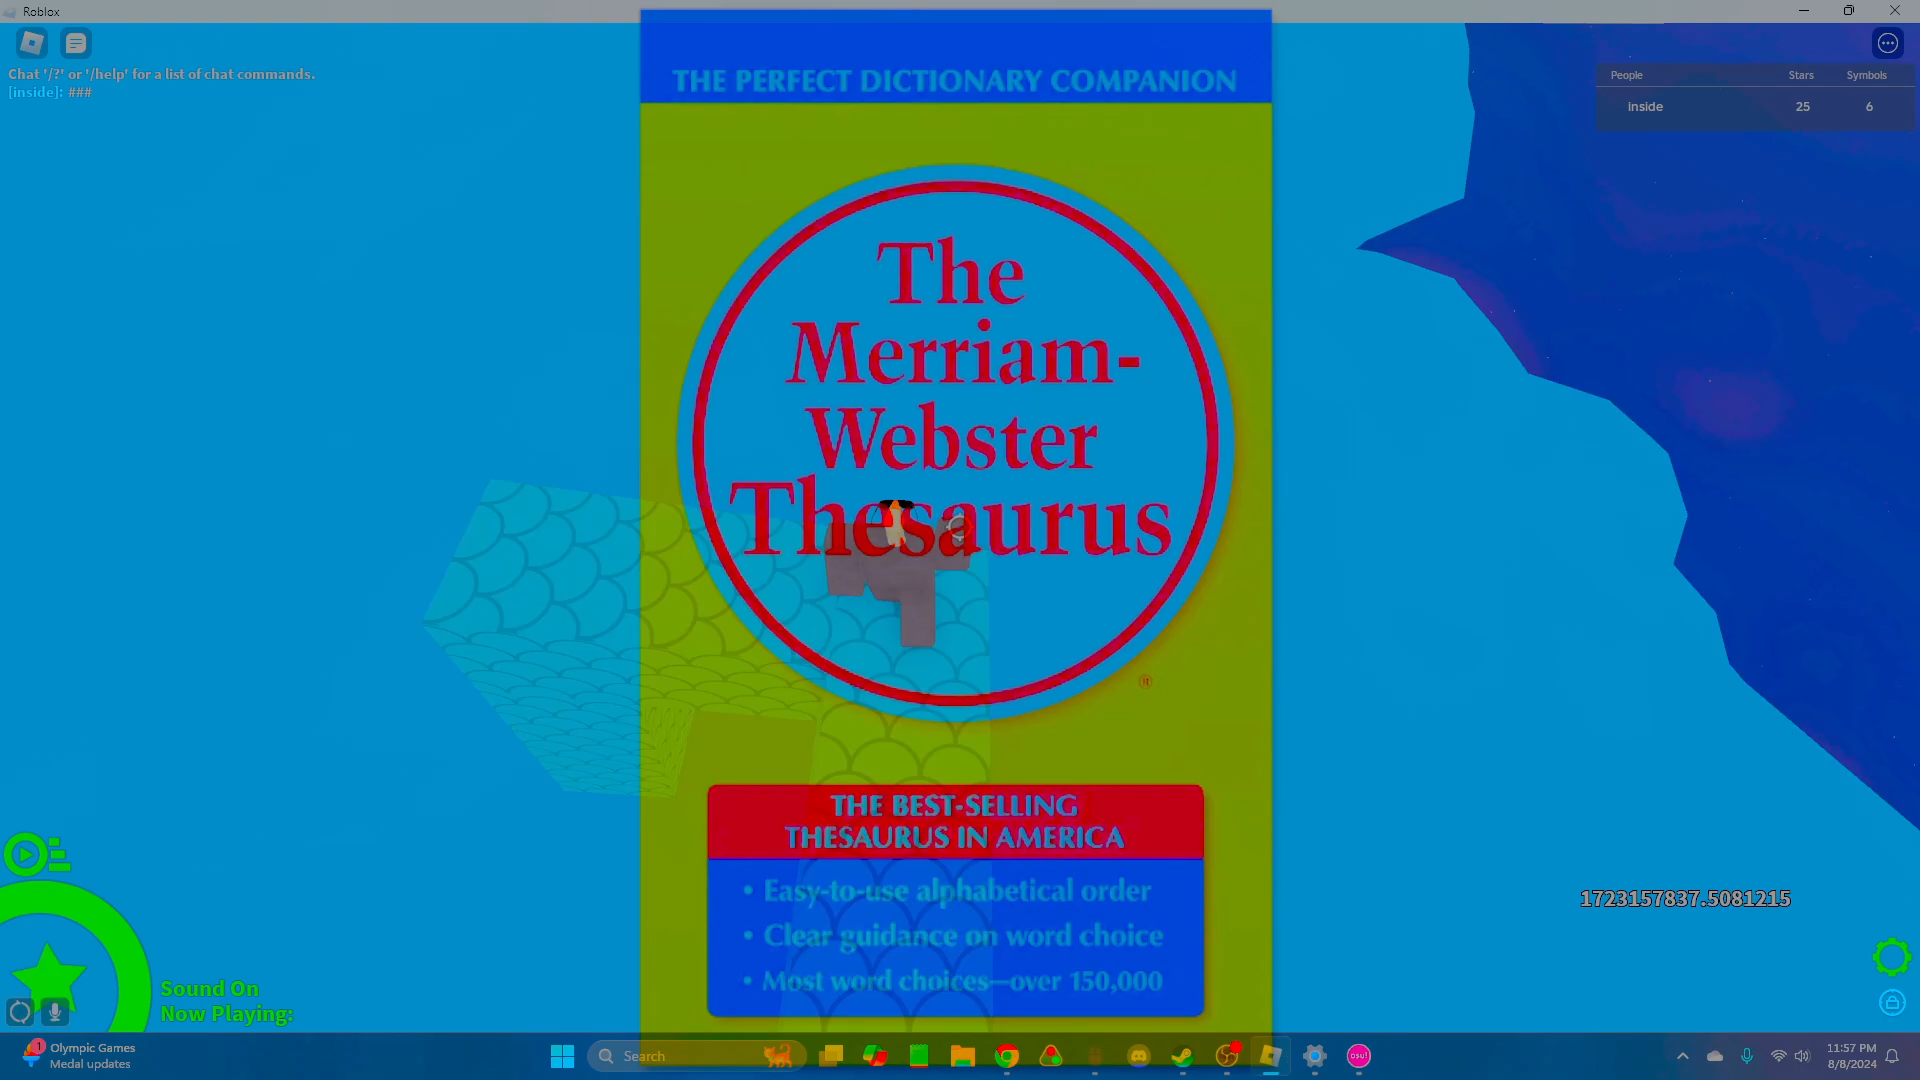 Roblox
Chat '/?' or '/help' for a list of chat commands.
[inside]: ###
People Stars Symbols
inside 25 6
THE PERFECT DICTIONARY COMPANION
The
Merriam-
Webster
Thesaurus
THE BEST-SELLING
THESAURUS IN AMERICA
• Easy-to-use alphabetical order
• Clear guidance on word choice
• Most word choices—over 150,000
1723157837.5081215
Sound On
Now Playing:
1
Olympic Games
Medal updates
Search
osu!
11:57 PM
8/8/2024